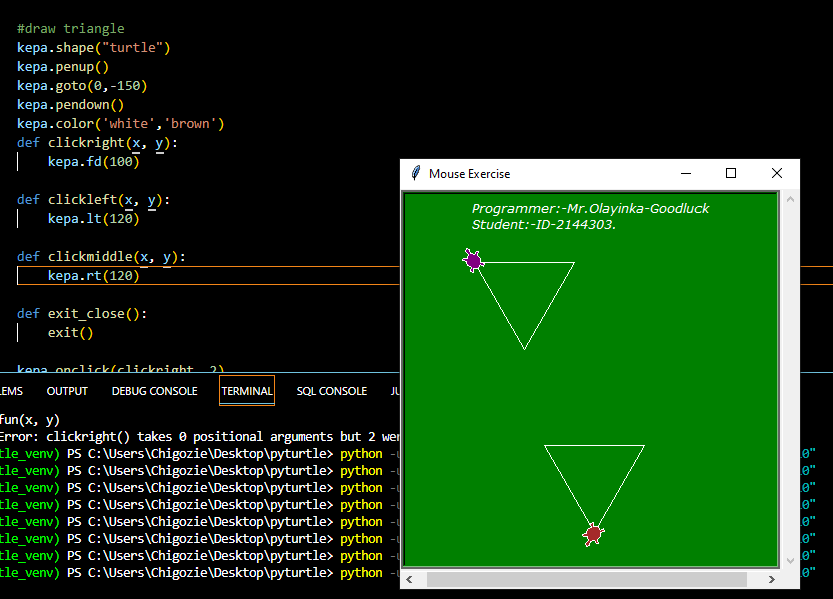 #draw triangle
kepa.shape("turtle")
kepa.penup()
kepa.goto(0,-150)
kepa.pendown()
kepa.color('white','brown')
def clickright(x, y):
kepa.fd(100)
def clickleft(x, y):
kepa.lt(120)
def clickmiddle(x, y):
kepa.rt(120)
def exit_close():
exit()
kepa.onclick(clickright, 2)
LEMS OUTPUT DEBUG CONSOLE TERMINAL SQL CONSOLE JU
fun(x, y)
Error: clickright() takes 0 positional arguments but 2 wer
tle_venv) PS C:\Users\Chigozie\Desktop\pyturtle> python -u 0"
tle_venv) PS C:\Users\Chigozie\Desktop\pyturtle> python -u 0"
tle_venv) PS C:\Users\Chigozie\Desktop\pyturtle> python -u 0"
tle_venv) PS C:\Users\Chigozie\Desktop\pyturtle> python -u 0"
tle_venv) PS C:\Users\Chigozie\Desktop\pyturtle> python -u 0"
tle_venv) PS C:\Users\Chigozie\Desktop\pyturtle> python -u 0"
tle_venv) PS C:\Users\Chigozie\Desktop\pyturtle> python -u 0"
tle_venv) PS C:\Users\Chigozie\Desktop\pyturtle> python -u 0"
Mouse Exercise
Programmer:-Mr.Olayinka-Goodluck
Student:-ID-2144303.